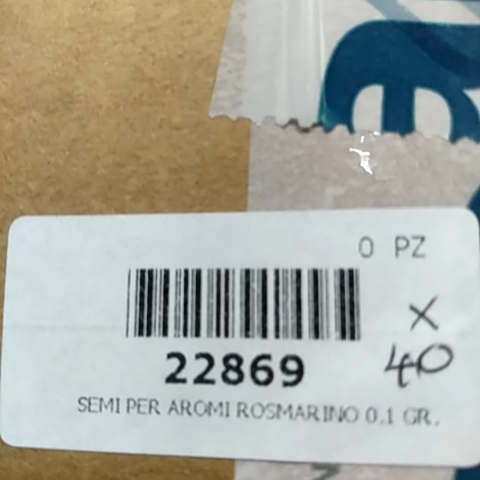 0 PZ
X
40
22869
SEMI PER AROMI ROSMARINO 0.1 GR.